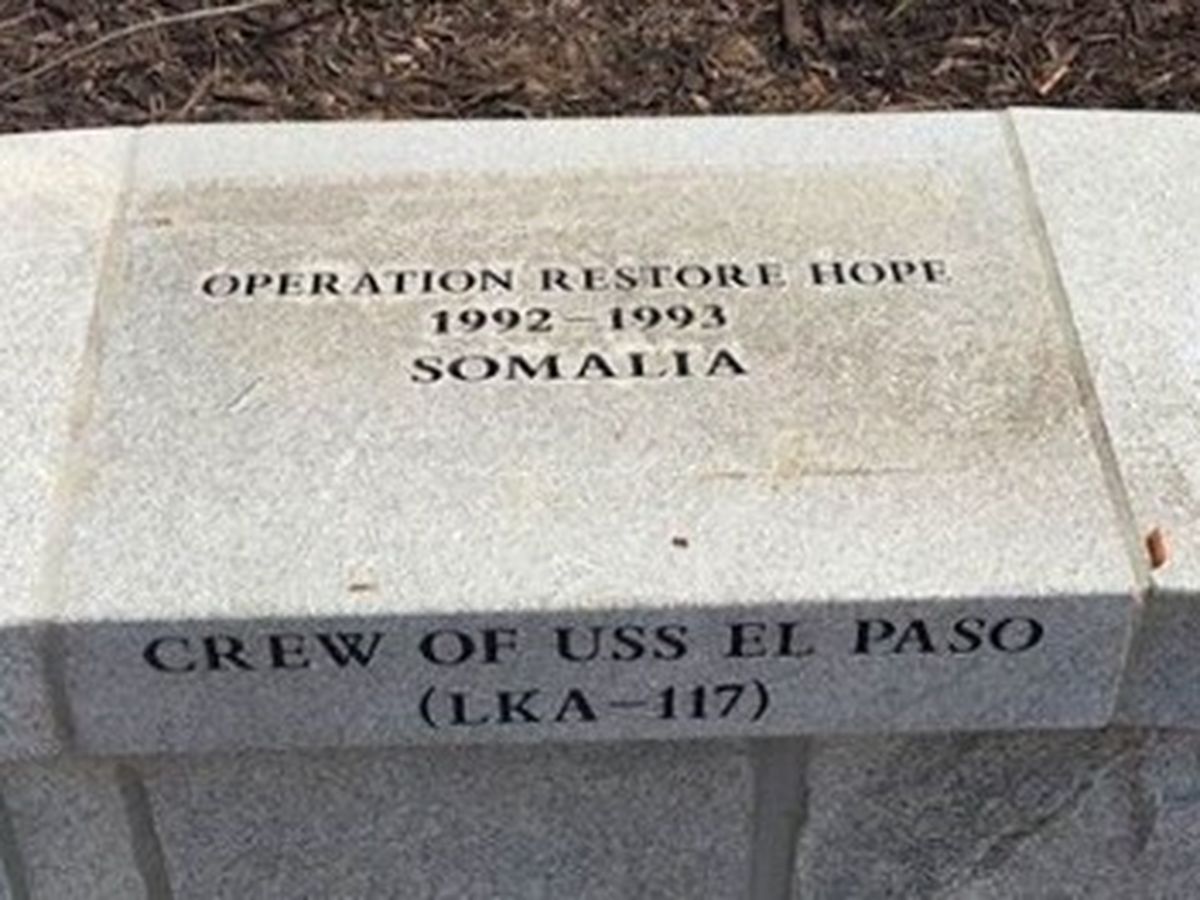 OPERATION RESTORE HOPE
1992–1993
SOMALIA
CREW OF USS EL PASO
(LKA–117)